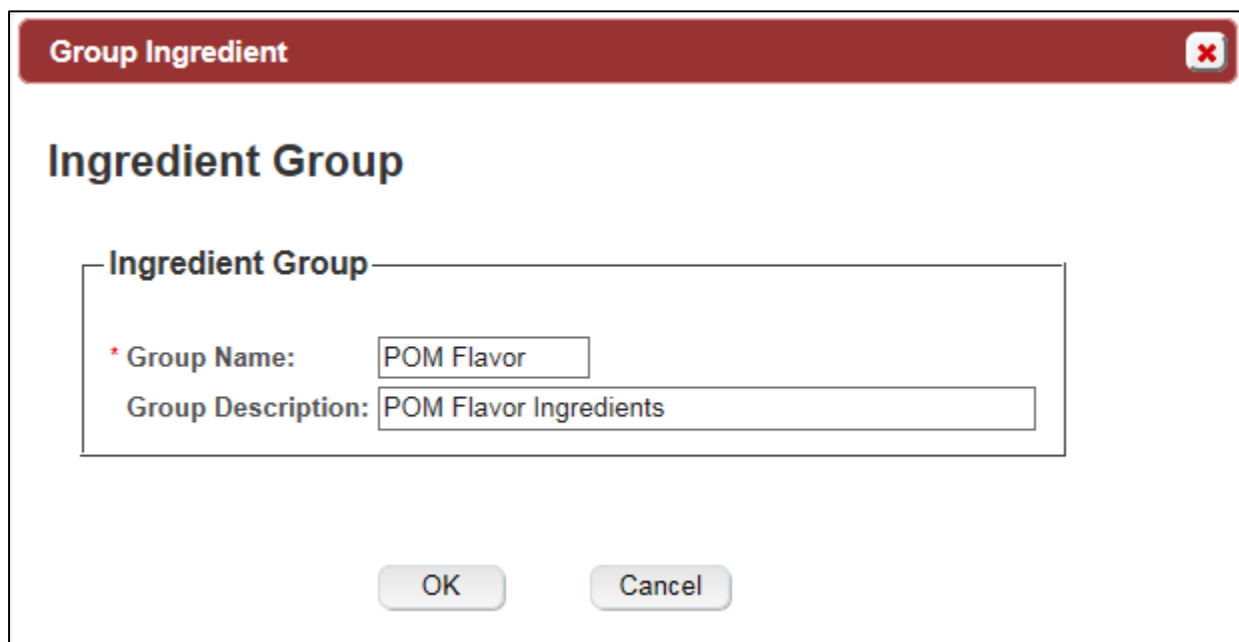 Group Ingredient
Ingredient Group
Ingredient Group
* Group Name: POM Flavor
Group Description: POM Flavor Ingredients
OK Cancel